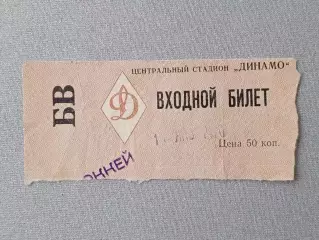 БВ
ЦЕНТРАЛЬНЫЙ СТАДИОН „ДИНАМО“
Д
ВХОДНОЙ БИЛЕТ
Цена 50 коп.